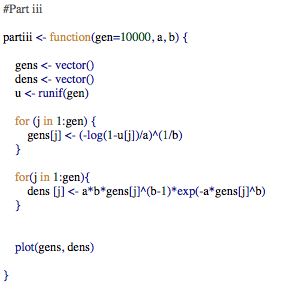 #Part iii
partiii <- function(gen=10000, a, b) {
gens <- vector()
dens <- vector()
u <- runif(gen)
for (j in 1:gen) {
gens[j] <- (-log(1-u[j])/a)^(1/b)
}
for(j in 1:gen){
dens [j] <- a*b*gens[j]^(b-1)*exp(-a*gens[j]^b)
}
plot(gens, dens)
}